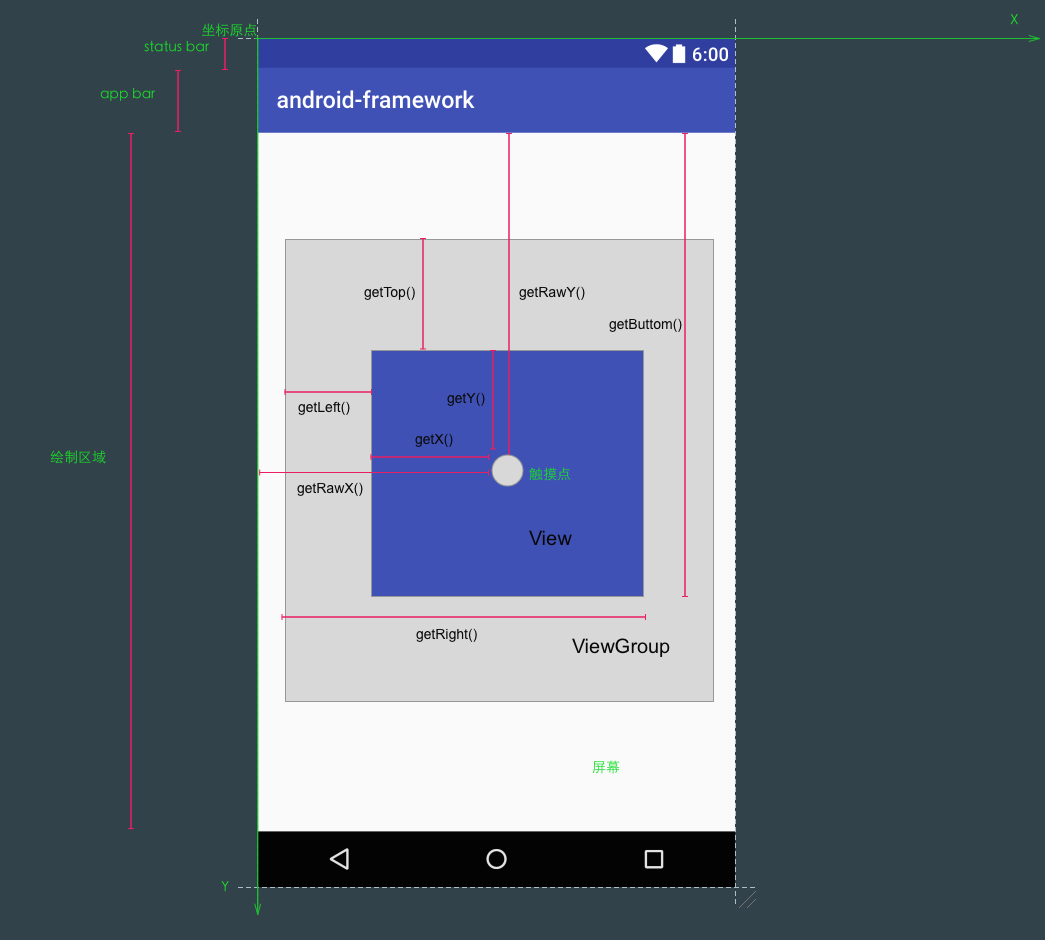 X
坐标原点
status bar
6:00
app bar
android-framework
getTop()
getRawY()
getButtom()
getLeft()
getY()
getX()
绘制区域
触摸点
getRawX()
View
getRight()
ViewGroup
屏幕
Y